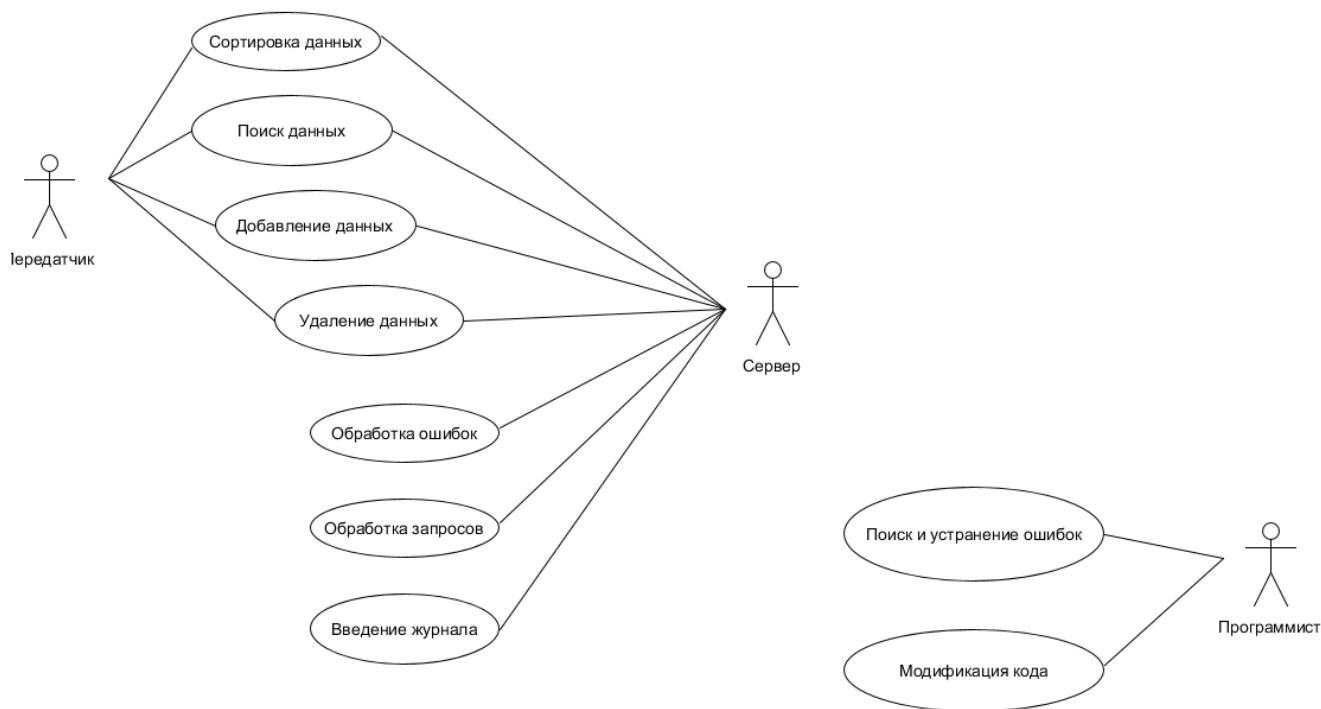 Сортировка данных
Поиск данных
Добавление данных
Передатчик
Удаление данных
Сервер
Обработка ошибок
Обработка запросов
Поиск и устранение ошибок
Введение журнала
Программист
Модификация кода